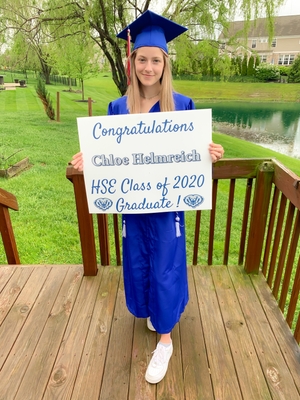 Congratulations
Chloe Helmreich
HSE Class of 2020
Graduate !